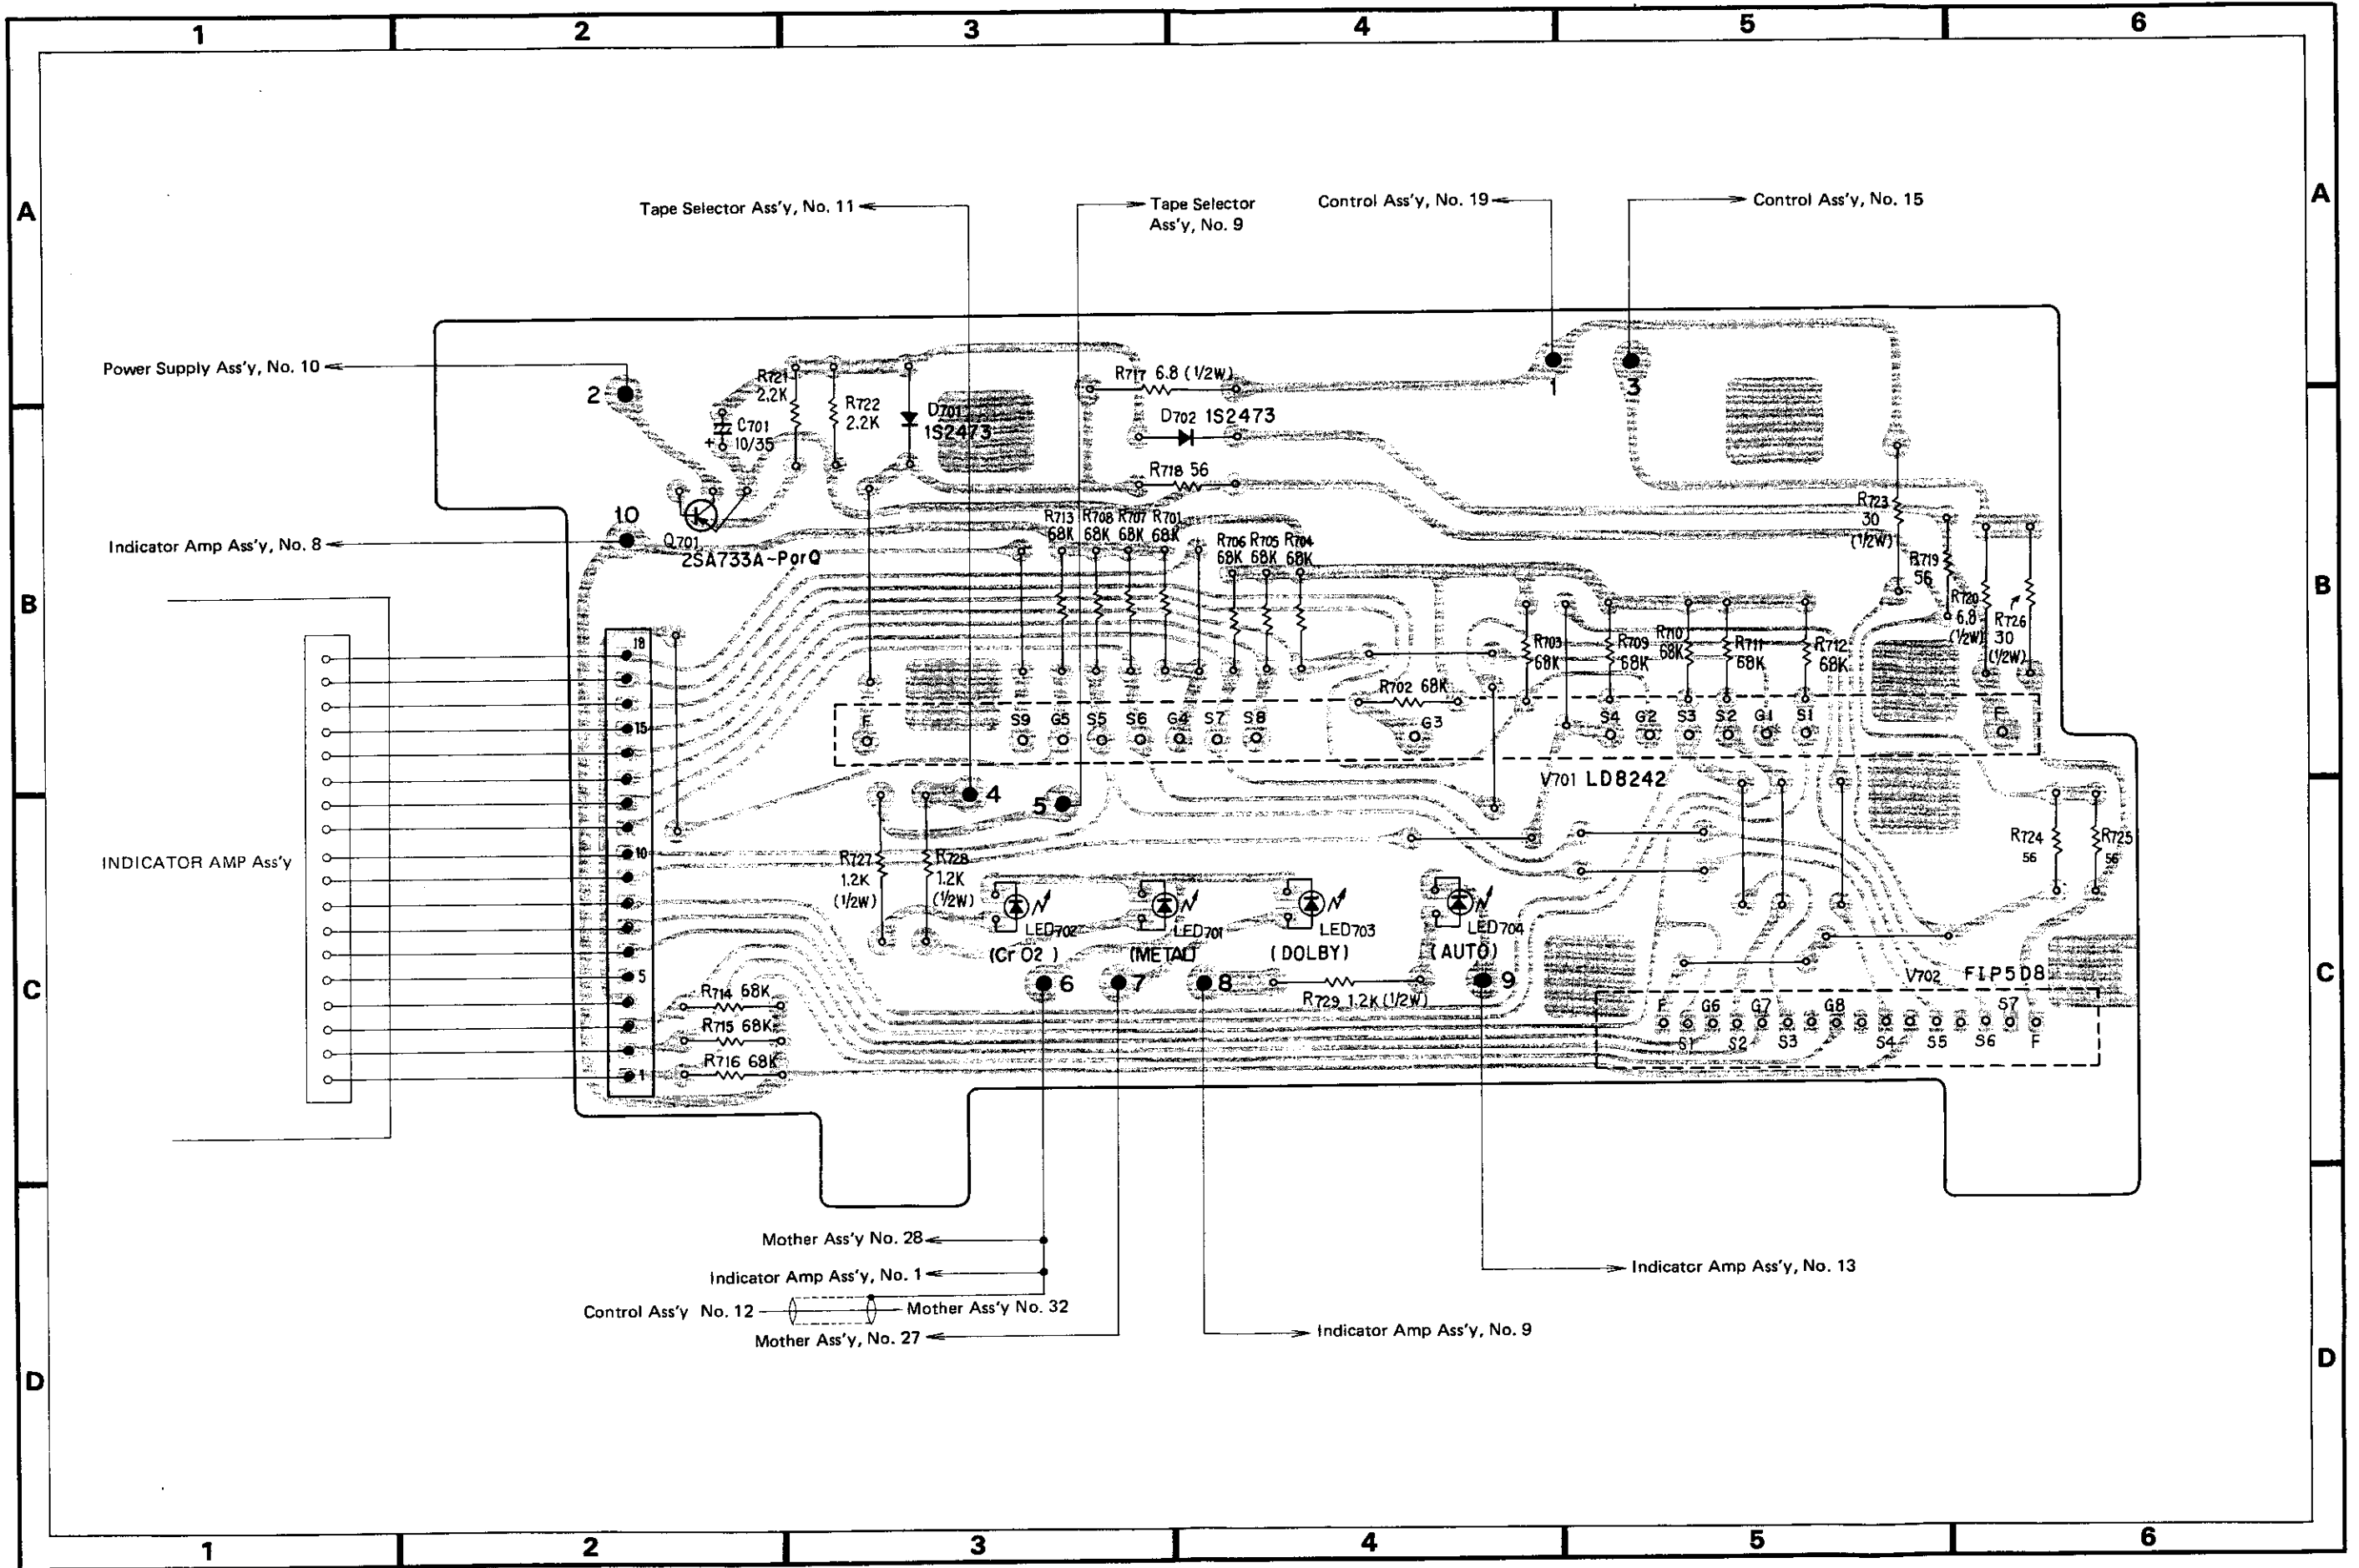 1 2 3 4 5 6
A A
Tape Selector Ass'y, No. 11
Tape Selector
Ass'y, No. 9
Control Ass'y, No. 19
Control Ass'y, No. 15
Power Supply Ass'y, No. 10
2
R721
2.2K
R722
2.2K
C701
+ 10/35
D701
1S2473
R717 6.8 (1/2W)
D702 1S2473
R718 56
1
3
10
Indicator Amp Ass'y, No. 8
Q701
2SA733A~PorQ
R713 R708 R707 R701
68K 68K 68K 68K
R706 R705 R704
68K 68K 68K
R723
30
(1/2W)
R719
56
R720
6.8
(1/2W)
R726
30
(1/2W)
B B
R703
68K
R709
68K
R710
68K
R711
68K
R712
68K
R702 68K
18
15
10
5
1
F S9 G5 S5 S6 G4 S7 S8 G3 S4 G2 S3 S2 G1 S1 F
V701 LD8242
4
5
INDICATOR AMP Ass'y
R727
1.2K
(1/2W)
R728
1.2K
(1/2W)
R724
56
R725
56
LED702
(Cr O2 )
LED701
(METAL)
LED703
(DOLBY)
LED704
(AUTO)
C C
6 7 8 9
R729 1.2K (1/2W)
R714 68K
R715 68K
R716 68K
V702 FIP5D8
F G6 G7 G8 S7
S1 S2 S3 S4 S5 S6 F
Mother Ass'y No. 28
Indicator Amp Ass'y, No. 1
Control Ass'y No. 12
Mother Ass'y No. 32
Mother Ass'y, No. 27
Indicator Amp Ass'y, No. 9
Indicator Amp Ass'y, No. 13
D D
1 2 3 4 5 6